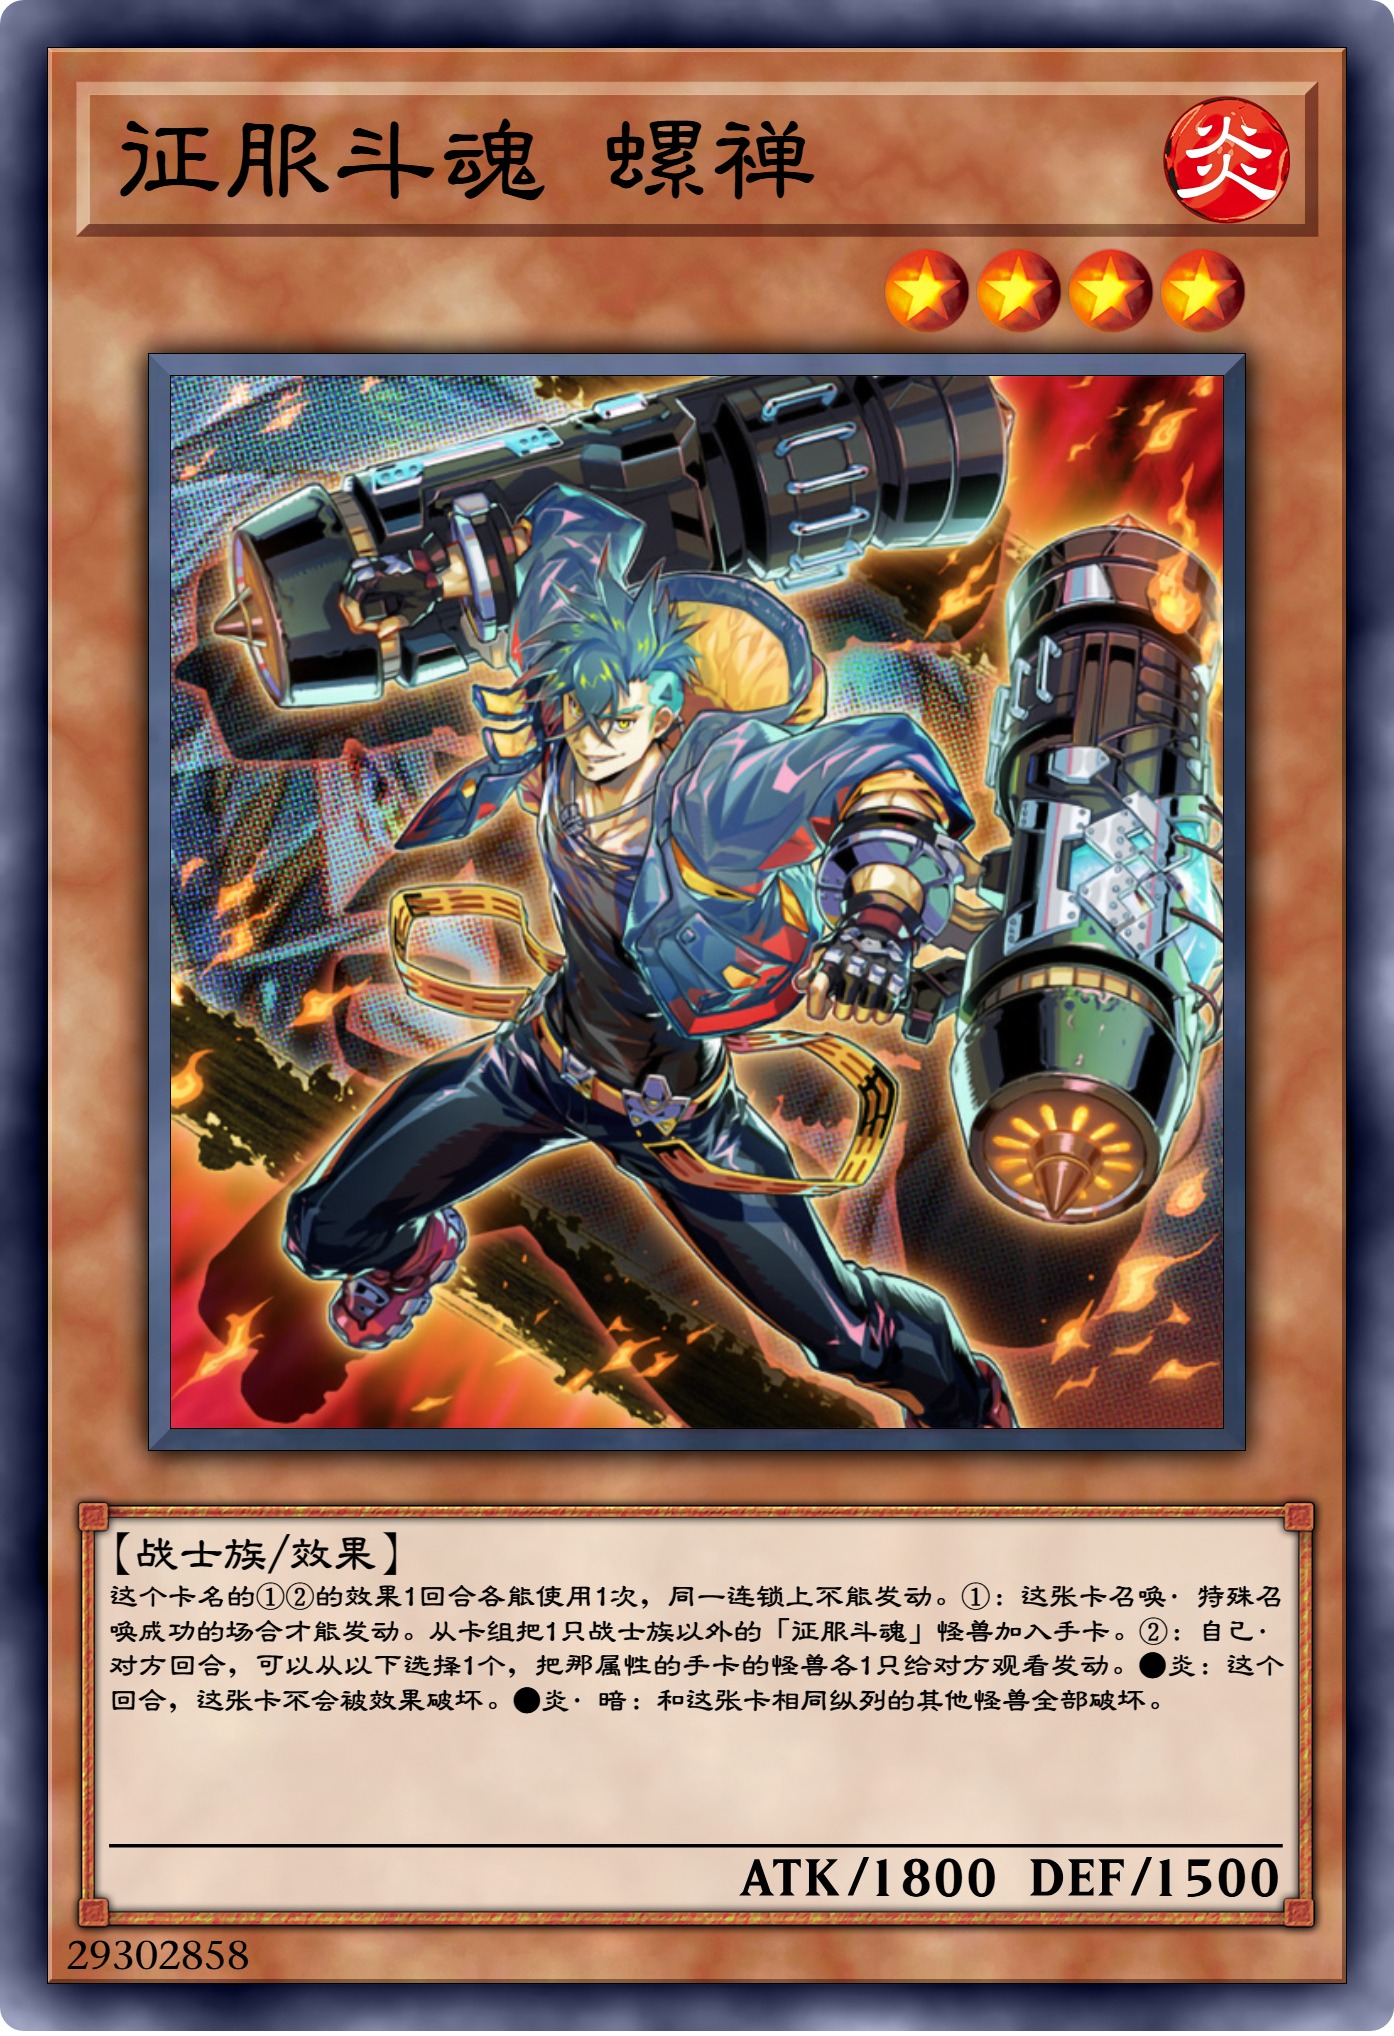 征服斗魂 螺禅
炎
【战士族/效果】
这个卡名的①②的效果1回合各能使用1次，同一连锁上不能发动。①：这张卡召唤·特殊召
唤成功的场合才能发动。从卡组把1只战士族以外的「征服斗魂」怪兽加入手卡。②：自己·
对方回合，可以从以下选择1个，把那属性的手卡的怪兽各1只给对方观看发动。●炎：这个
回合，这张卡不会被效果破坏。●炎·暗：和这张卡相同纵列的其他怪兽全部破坏。
ATK/1800 DEF/1500
29302858